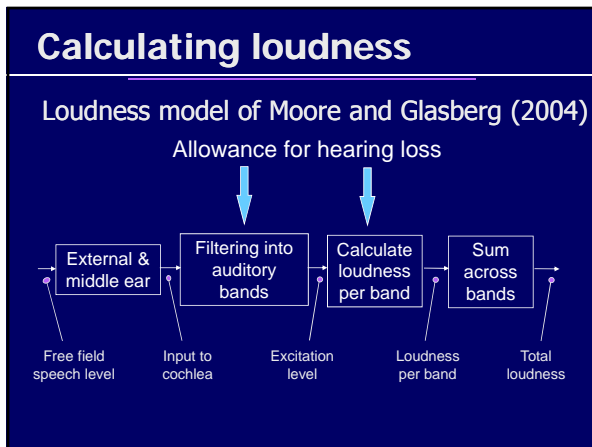 Calculating loudness
Loudness model of Moore and Glasberg (2004)
Allowance for hearing loss
External &
middle ear
Filtering into
auditory
bands
Calculate
loudness
per band
Sum
across
bands
Free field
speech level
Input to
cochlea
Excitation
level
Loudness
per band
Total
loudness